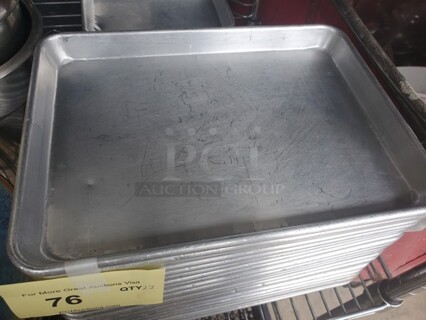 PCI
AUCTION GROUP
For More Great Auctions Visit
76
QTY: